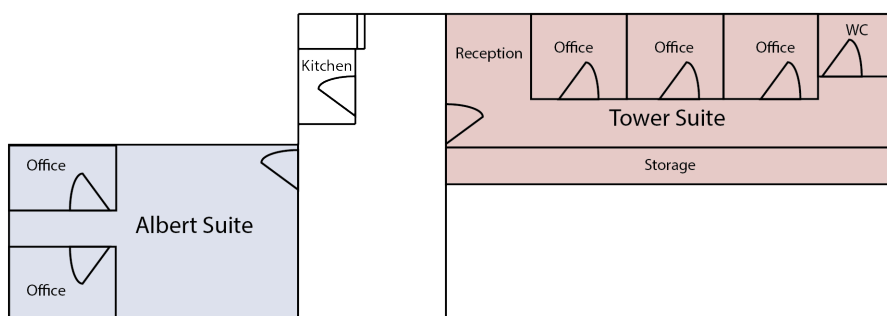 Kitchen
Reception
Office
Office
Office
WC
Tower Suite
Storage
Office
Albert Suite
Office